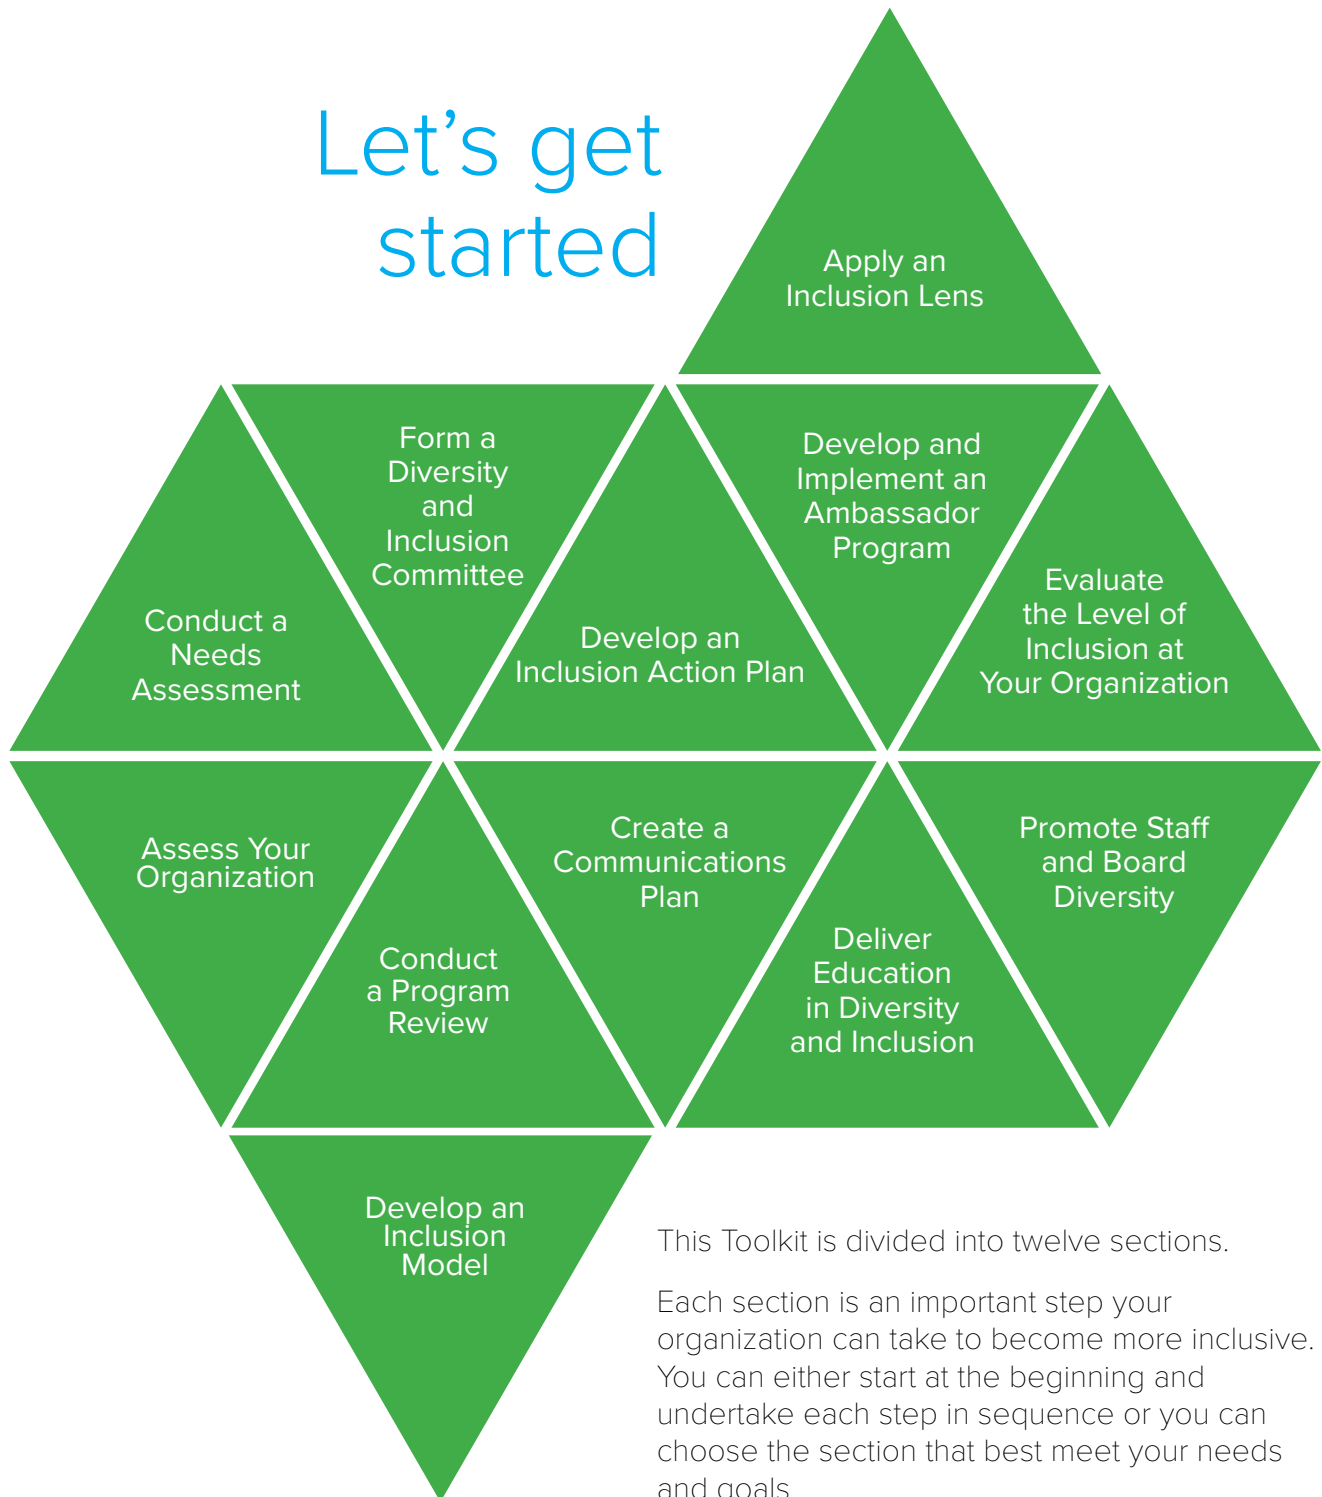 Let's get
started
Apply an
Inclusion Lens
Form a
Diversity
and
Inclusion
Committee
Develop and
Implement an
Ambassador
Program
Conduct a
Needs
Assessment
Develop an
Inclusion Action Plan
Evaluate
the Level of
Inclusion at
Your Organization
Assess Your
Organization
Conduct
a Program
Review
Create a
Communications
Plan
Deliver
Education
in Diversity
and Inclusion
Promote Staff
and Board
Diversity
Develop an
Inclusion
Model
This Toolkit is divided into twelve sections.
Each section is an important step your
organization can take to become more inclusive.
You can either start at the beginning and
undertake each step in sequence or you can
choose the section that best meet your needs
and goals